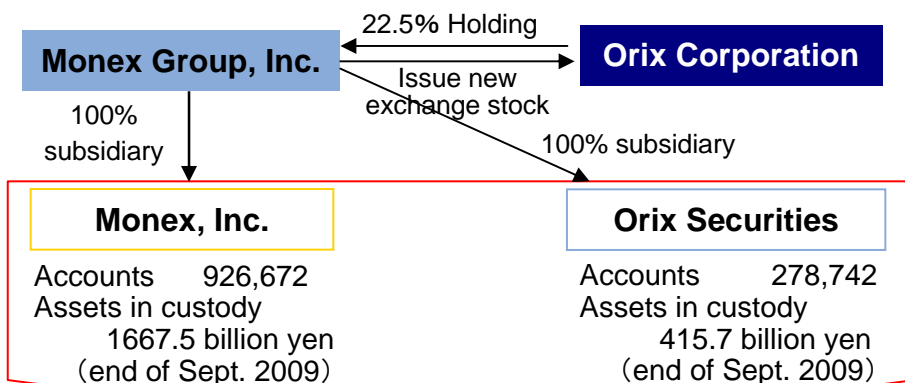 22.5% Holding
Monex Group, Inc.
Orix Corporation
Issue new
exchange stock
100%
subsidiary
100% subsidiary
Monex, Inc.
Accounts 926,672
Assets in custody
1667.5 billion yen
（end of Sept. 2009）
Orix Securities
Accounts 278,742
Assets in custody
415.7 billion yen
（end of Sept. 2009）